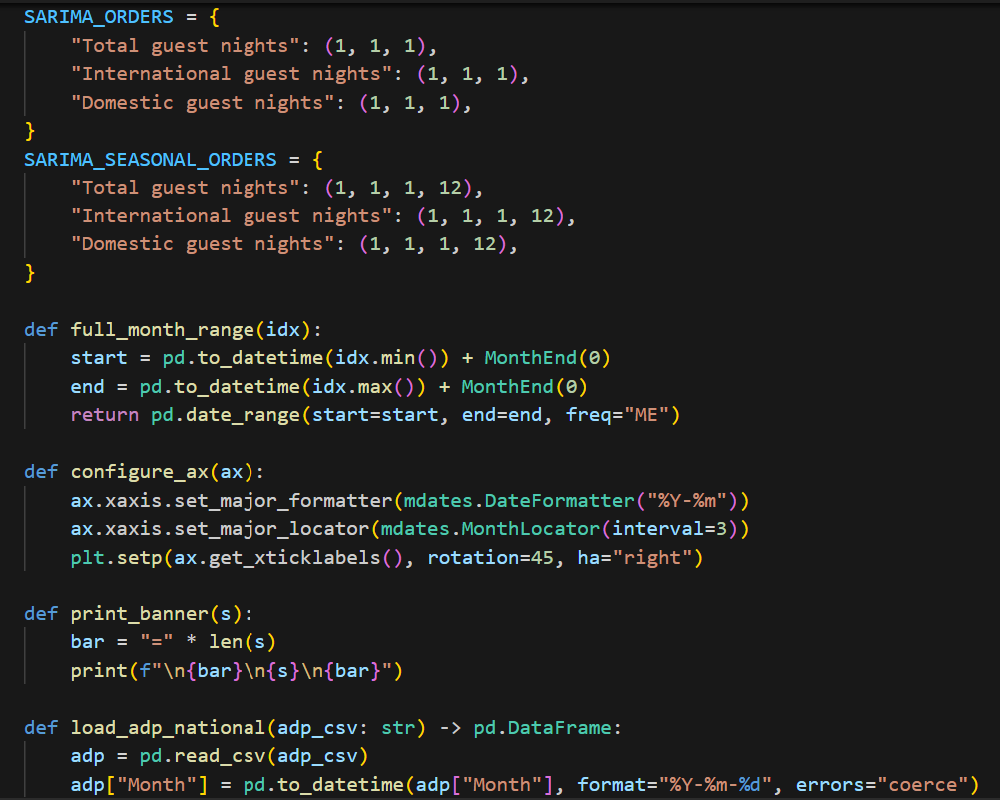 SARIMA_ORDERS = {
    "Total guest nights": (1, 1, 1),
    "International guest nights": (1, 1, 1),
    "Domestic guest nights": (1, 1, 1),
}
SARIMA_SEASONAL_ORDERS = {
    "Total guest nights": (1, 1, 1, 12),
    "International guest nights": (1, 1, 1, 12),
    "Domestic guest nights": (1, 1, 1, 12),
}

def full_month_range(idx):
    start = pd.to_datetime(idx.min()) + MonthEnd(0)
    end = pd.to_datetime(idx.max()) + MonthEnd(0)
    return pd.date_range(start=start, end=end, freq="ME")

def configure_ax(ax):
    ax.xaxis.set_major_formatter(mdates.DateFormatter("%Y-%m"))
    ax.xaxis.set_major_locator(mdates.MonthLocator(interval=3))
    plt.setp(ax.get_xticklabels(), rotation=45, ha="right")

def print_banner(s):
    bar = "=" * len(s)
    print(f"\n{bar}\n{s}\n{bar}")

def load_adp_national(adp_csv: str) -> pd.DataFrame:
    adp = pd.read_csv(adp_csv)
    adp["Month"] = pd.to_datetime(adp["Month"], format="%Y-%m-%d", errors="coerce")